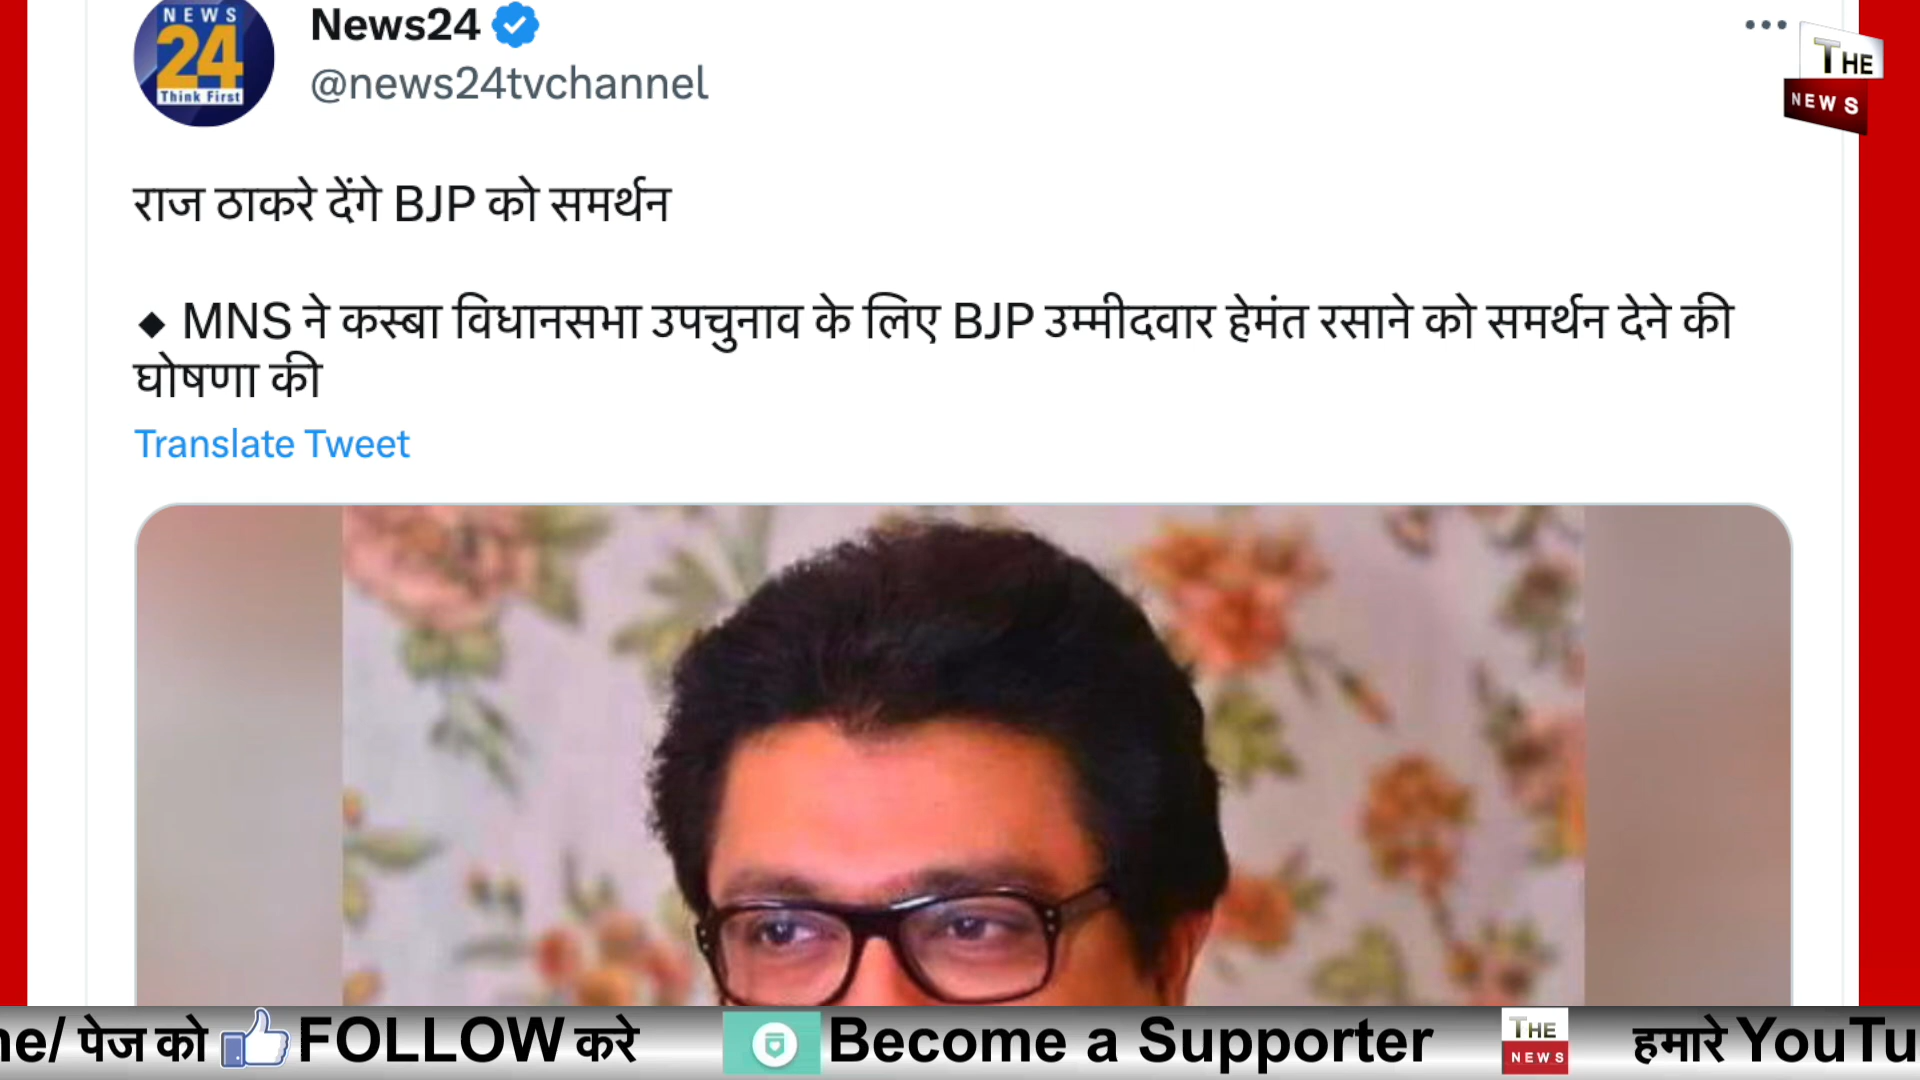 NEWS
24
Think First
News24
@news24tvchannel
THE
NEWS
राज ठाकरे देंगे BJP को समर्थन
◆ MNS ने कस्बा विधानसभा उपचुनाव के लिए BJP उम्मीदवार हेमंत रसाने को समर्थन देने की
घोषणा की
Translate Tweet
ne/ पेज को FOLLOW करे Become a Supporter THE NEWS हमारे YouTu